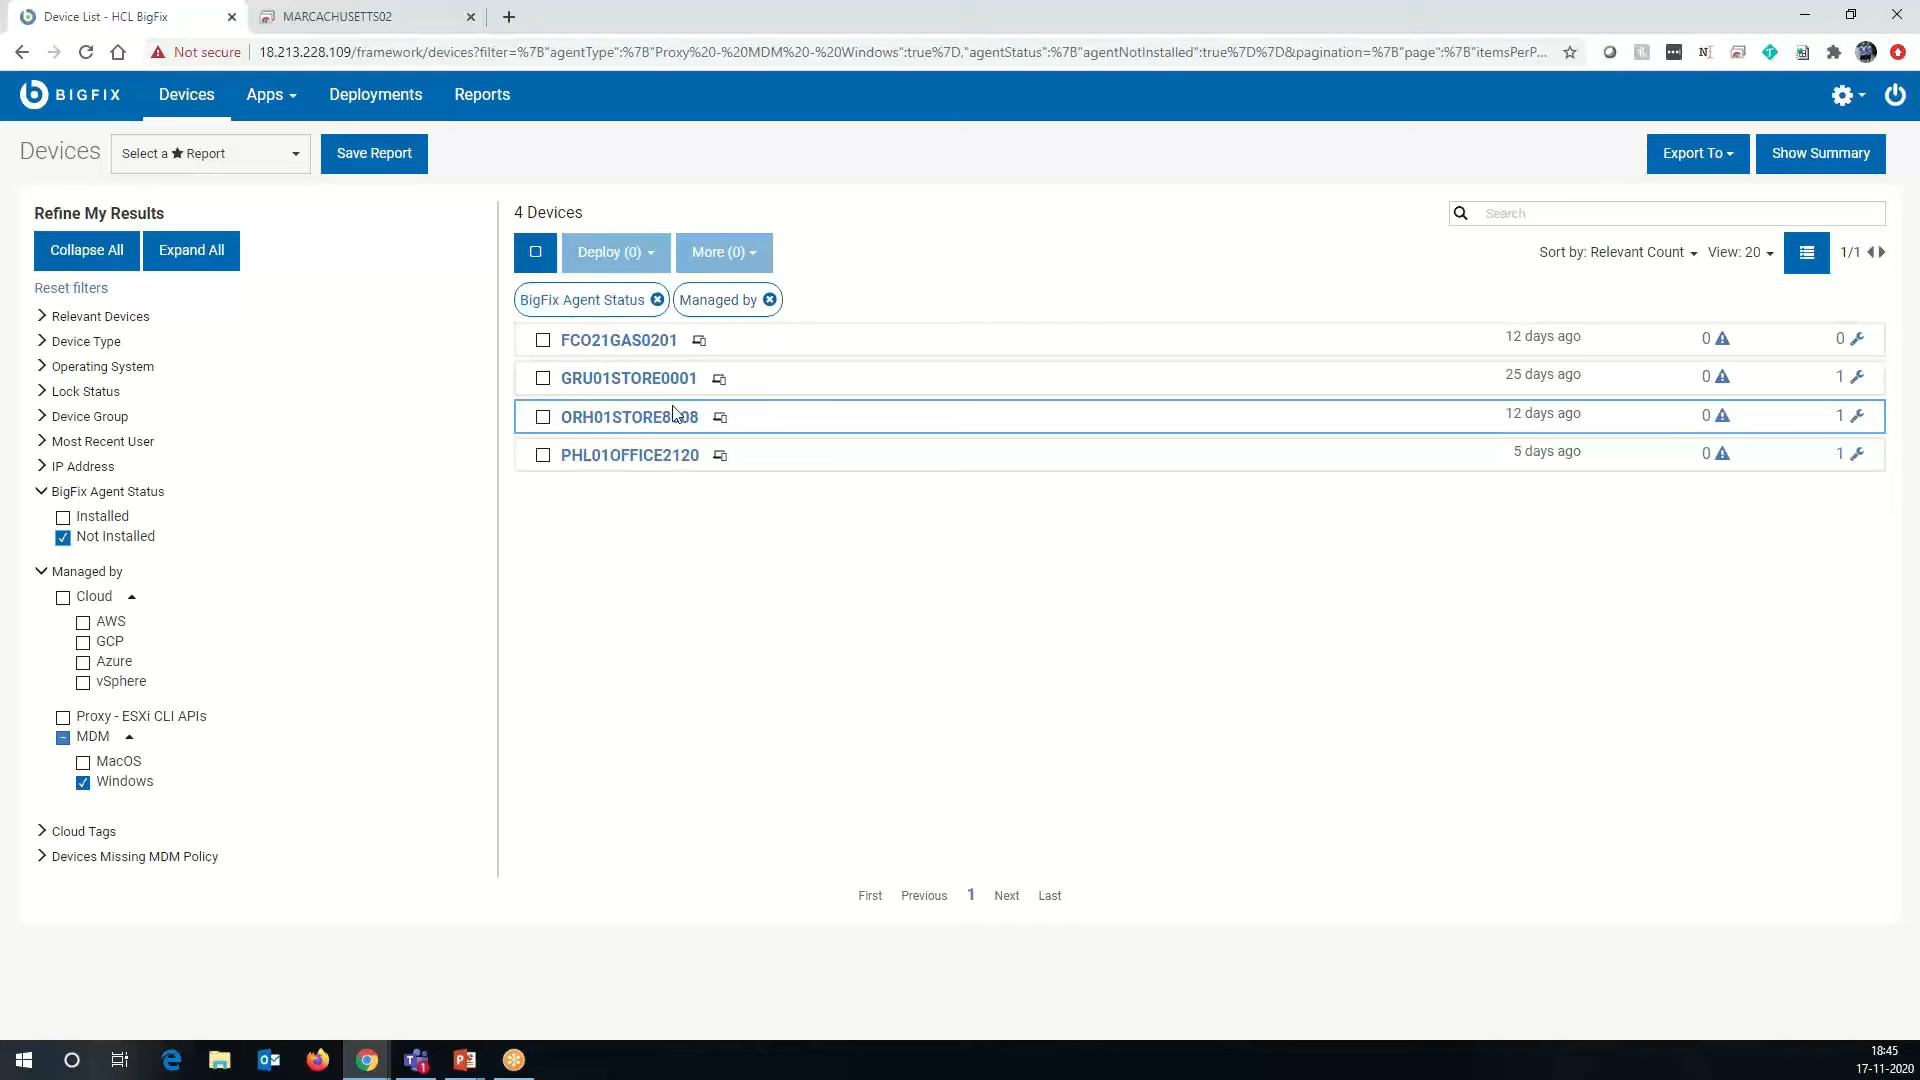 Device List - HCL BigFix
MARCACHUSETTS02
Not secure
18.213.228.109/framework/devices?filter=%7B"agentType":%7B"Proxy%20-%20MDM%20-%20Windows":true%7D,"agentStatus":%7B"agentNotInstalled":true%7D%7D&pagination=%7B"page":%7B"itemsPerP...
BIGFIX
Devices
Apps
Deployments
Reports
Devices
Select a ★ Report
Save Report
Export To
Show Summary
Refine My Results
Collapse All
Expand All
Reset filters
Relevant Devices
Device Type
Operating System
Lock Status
Device Group
Most Recent User
IP Address
BigFix Agent Status
Installed
Not Installed
Managed by
Cloud
AWS
GCP
Azure
vSphere
Proxy - ESXi CLI APIs
MDM
MacOS
Windows
Cloud Tags
Devices Missing MDM Policy
4 Devices
Search
Deploy (0)
More (0)
Sort by: Relevant Count
View: 20
1/1
BigFix Agent Status
Managed by
FCO21GAS0201 12 days ago 0 0
GRU01STORE0001 25 days ago 0 1
12 days ago 0 1
PHL01OFFICE2120 5 days ago 0 1
First Previous 1 Next Last
18:45
17-11-2020